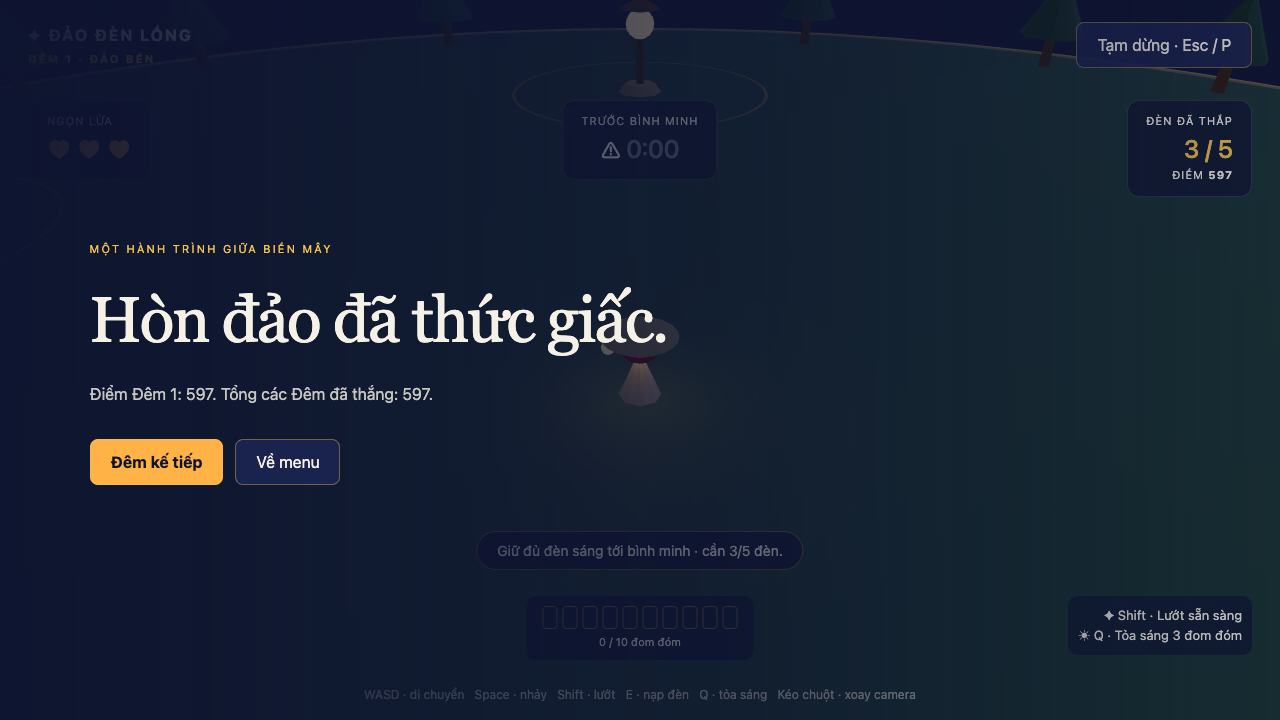 ✦ ĐẢO ĐÈN LỒNG
ĐÊM 1 · ĐẢO BẾN
Tạm dừng · Esc / P
NGỌN LỬA
TRƯỚC BÌNH MINH
0:00
ĐÈN ĐÃ THẮP
3 / 5
ĐIỂM 597
MỘT HÀNH TRÌNH GIỮA BIỂN MÂY
Hòn đảo đã thức giấc.
Điểm Đêm 1: 597. Tổng các Đêm đã thắng: 597.
Đêm kế tiếp
Về menu
Giữ đủ đèn sáng tới bình minh · cần 3/5 đèn.
0 / 10 đom đóm
✦ Shift · Lướt sẵn sàng
☀ Q · Tỏa sáng 3 đom đóm
WASD · di chuyển Space · nhảy Shift · lướt E · nạp đèn Q · tỏa sáng Kéo chuột · xoay camera